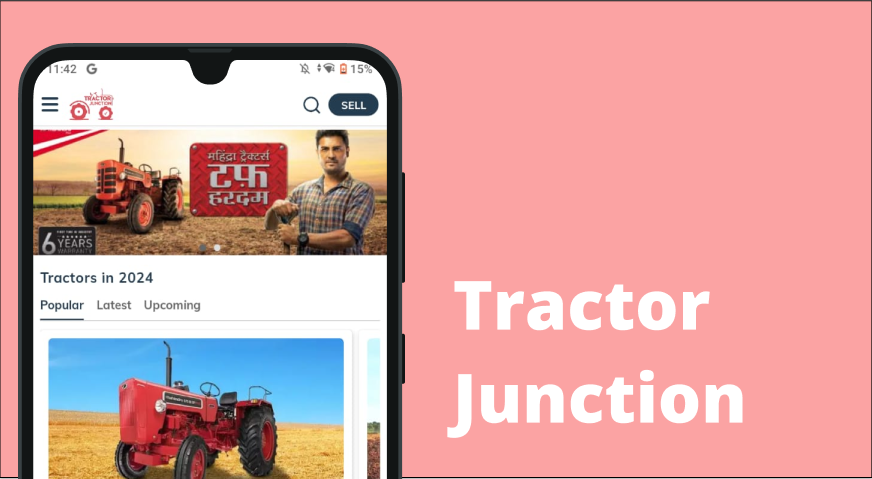 11:42 G 15%
TRACTOR
JUNCTION
SELL
महिंद्रा ट्रैक्टर्स
टफ़
हरदम
6 YEARS
WARRANTY
Tractors in 2024
Popular Latest Upcoming
Tractor
Junction